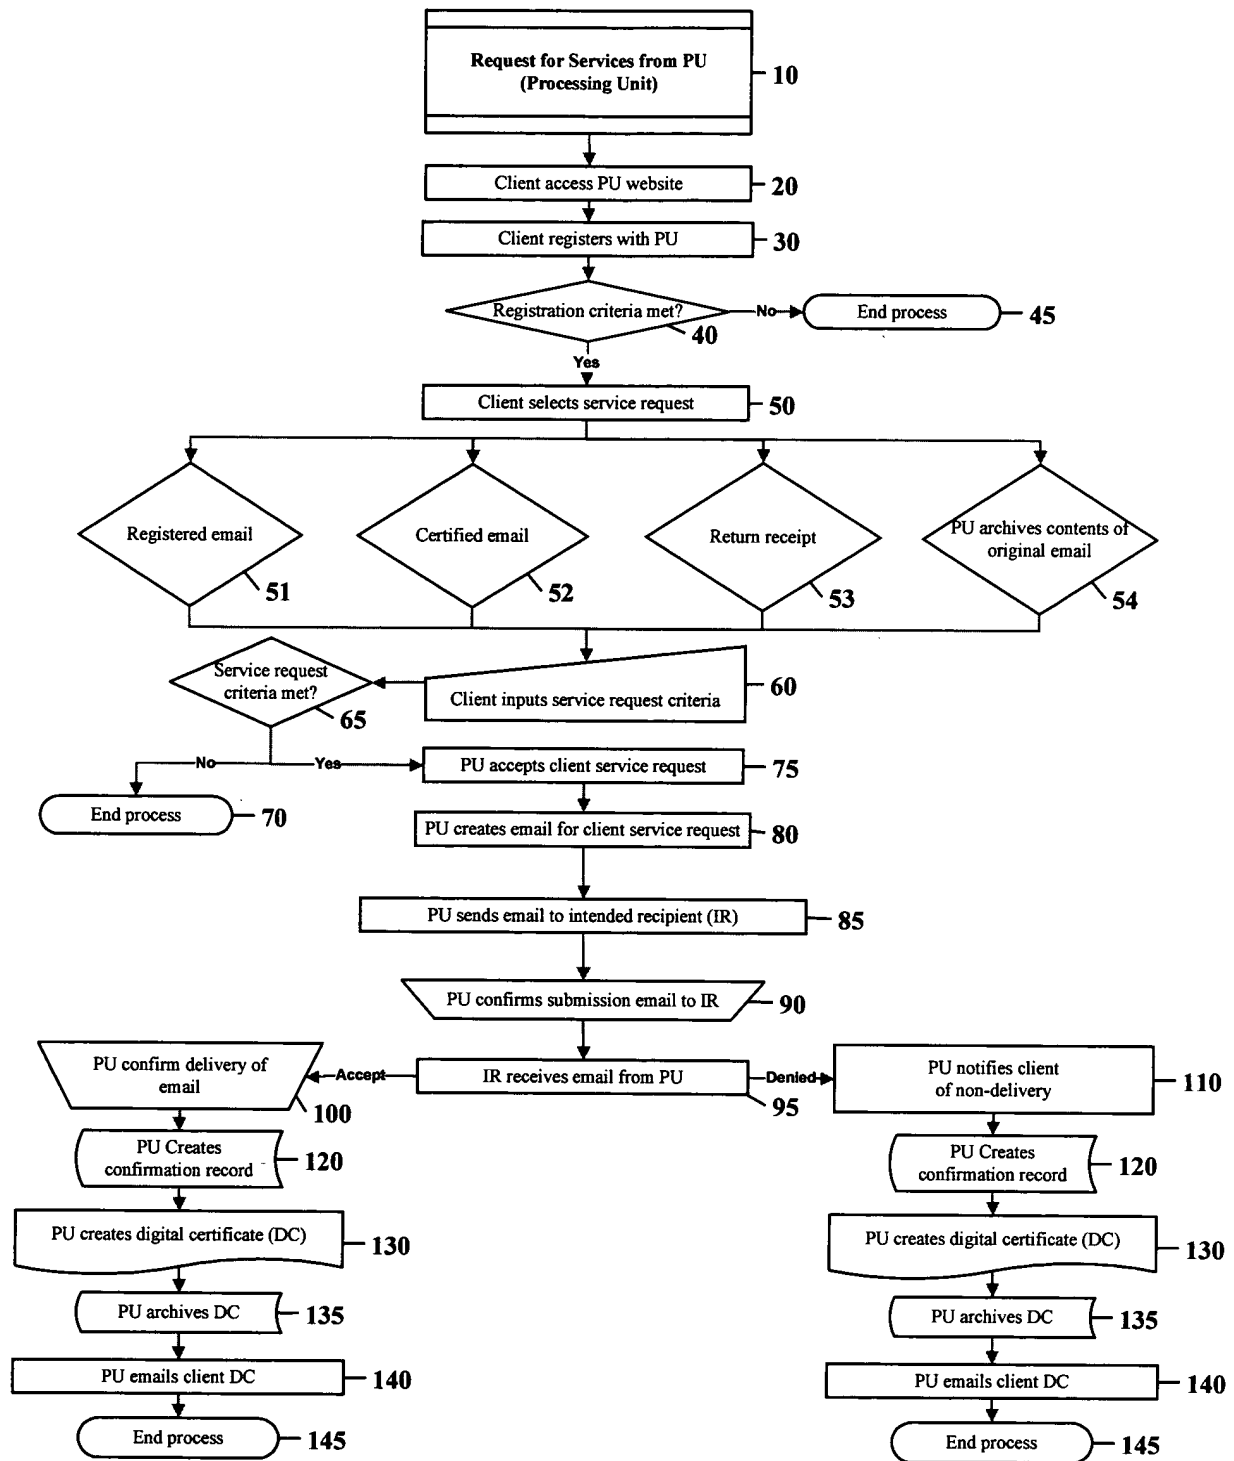 Request for Services from PU
(Processing Unit)
10
Client access PU website
20
Client registers with PU
30
Registration criteria met?
40
No
End process
45
Yes
Client selects service request
50
Registered email
51
Certified email
52
Return receipt
53
PU archives contents of
original email
54
Client inputs service request criteria
60
Service request
criteria met?
65
No
Yes
End process
70
PU accepts client service request
75
PU creates email for client service request
80
PU sends email to intended recipient (IR)
85
PU confirms submission email to IR
90
IR receives email from PU
95
Accept
Denied
PU confirm delivery of
email
100
PU Creates
confirmation record
120
PU creates digital certificate (DC)
130
PU archives DC
135
PU emails client DC
140
End process
145
PU notifies client
of non-delivery
110
PU Creates
confirmation record
120
PU creates digital certificate (DC)
130
PU archives DC
135
PU emails client DC
140
End process
145